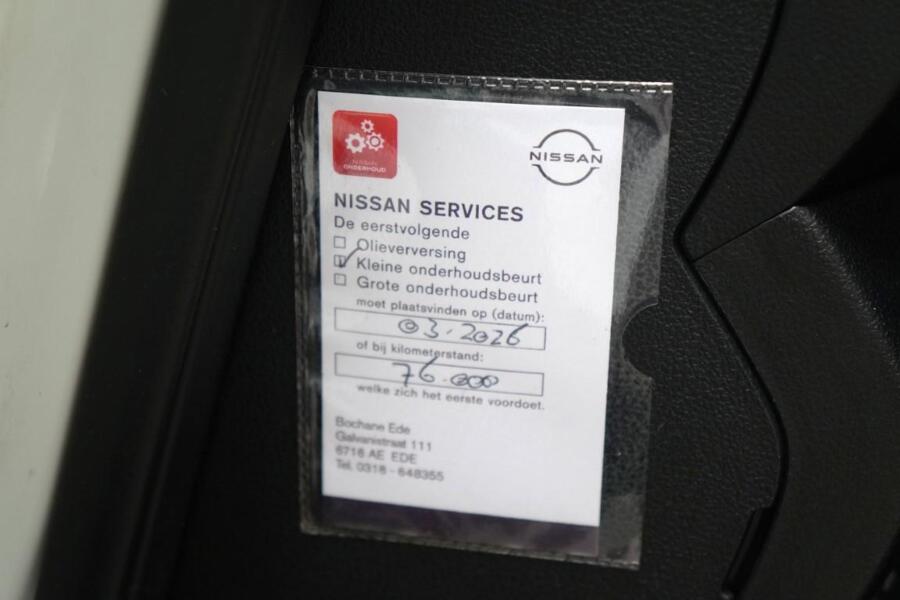 NISSAN
ONDERHOUD
NISSAN
NISSAN SERVICES
De eerstvolgende
Olieverversing
Kleine onderhoudsbeurt
Grote onderhoudsbeurt
moet plaatsvinden op (datum):
03.2026
of bij kilometerstand:
76.000
welke zich het eerste voordoet.
Bochane Ede
Galvanistraat 111
6716 AE EDE
Tel. 0318 - 648355